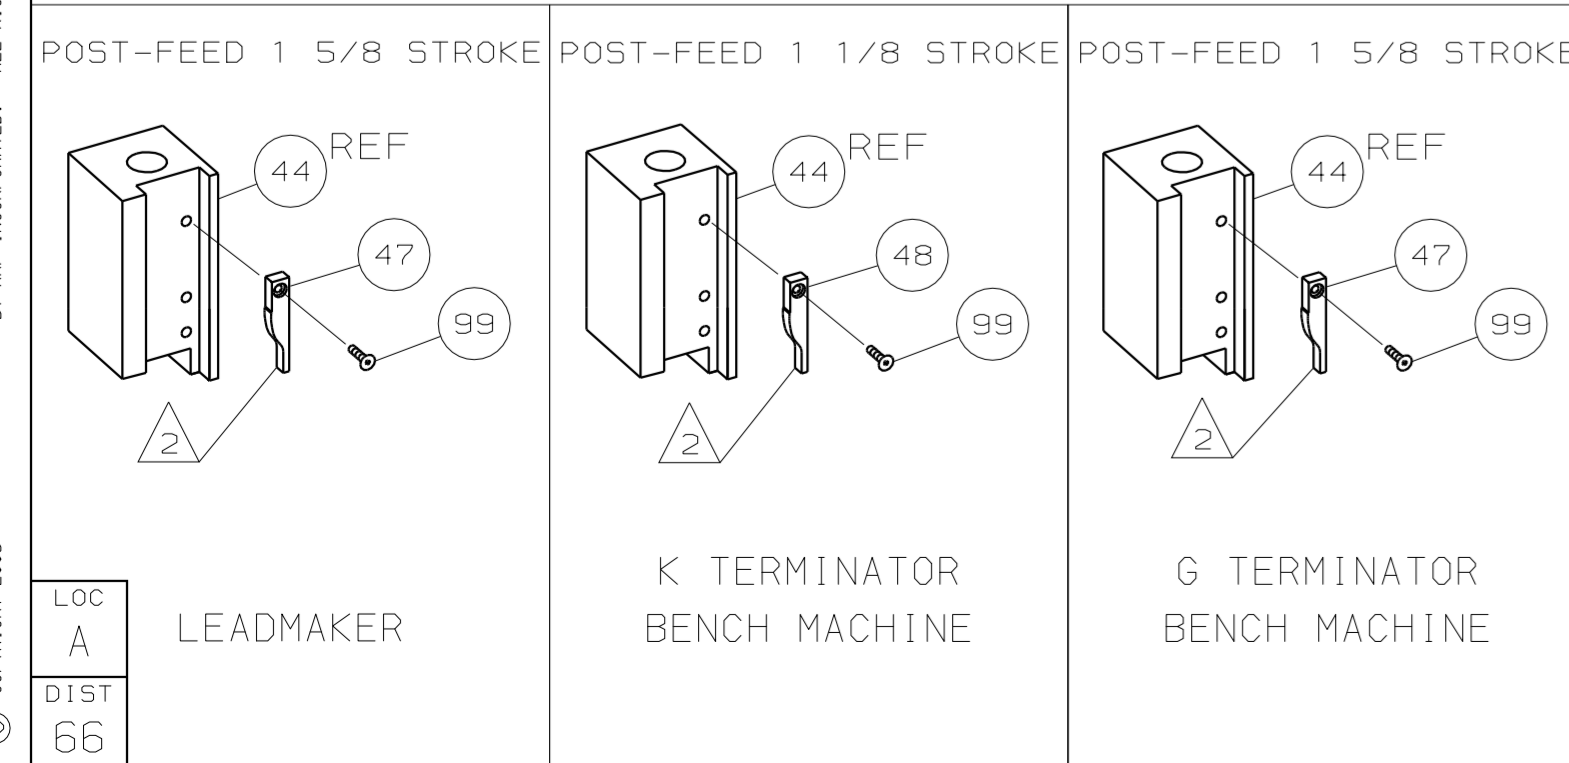 POST-FEED 1 5/8 STROKE
44 REF
47
99
2
LEADMAKER
POST-FEED 1 1/8 STROKE
44 REF
48
99
2
K TERMINATOR
BENCH MACHINE
POST-FEED 1 5/8 STROKE
44 REF
47
99
2
G TERMINATOR
BENCH MACHINE
LOC
A
DIST
66